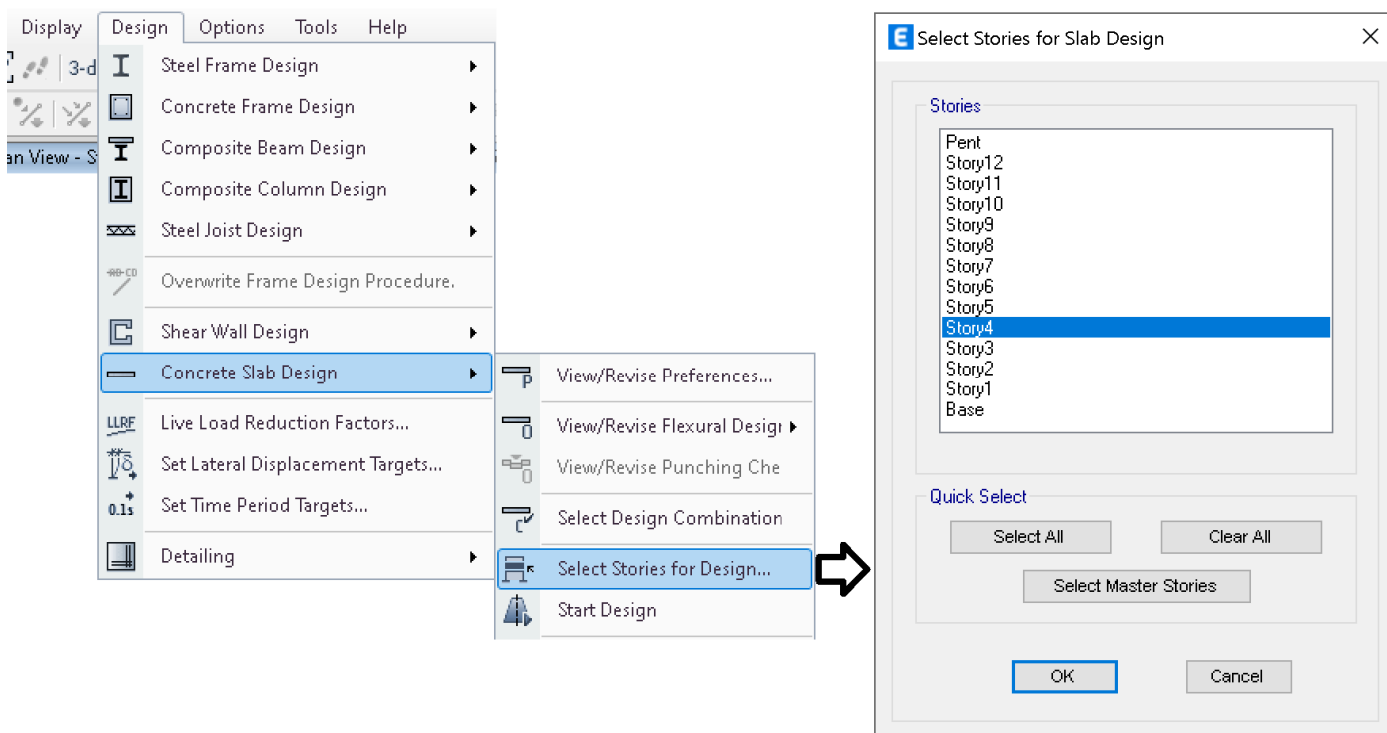 Display Design Options Tools Help
3-d
Steel Frame Design
Concrete Frame Design
Composite Beam Design
an View - S
Composite Column Design
Steel Joist Design
RD-CD
Overwrite Frame Design Procedure.
Shear Wall Design
Concrete Slab Design
LLRF Live Load Reduction Factors...
Set Lateral Displacement Targets...
0.1s Set Time Period Targets...
Detailing
P View/Revise Preferences...
O View/Revise Flexural Desigr
O View/Revise Punching Che
C Select Design Combination
Select Stories for Design...
Start Design
E Select Stories for Slab Design
Stories
Pent
Story12
Story11
Story10
Story9
Story8
Story7
Story6
Story5
Story4
Story3
Story2
Story1
Base
Quick Select
Select All Clear All
Select Master Stories
OK Cancel